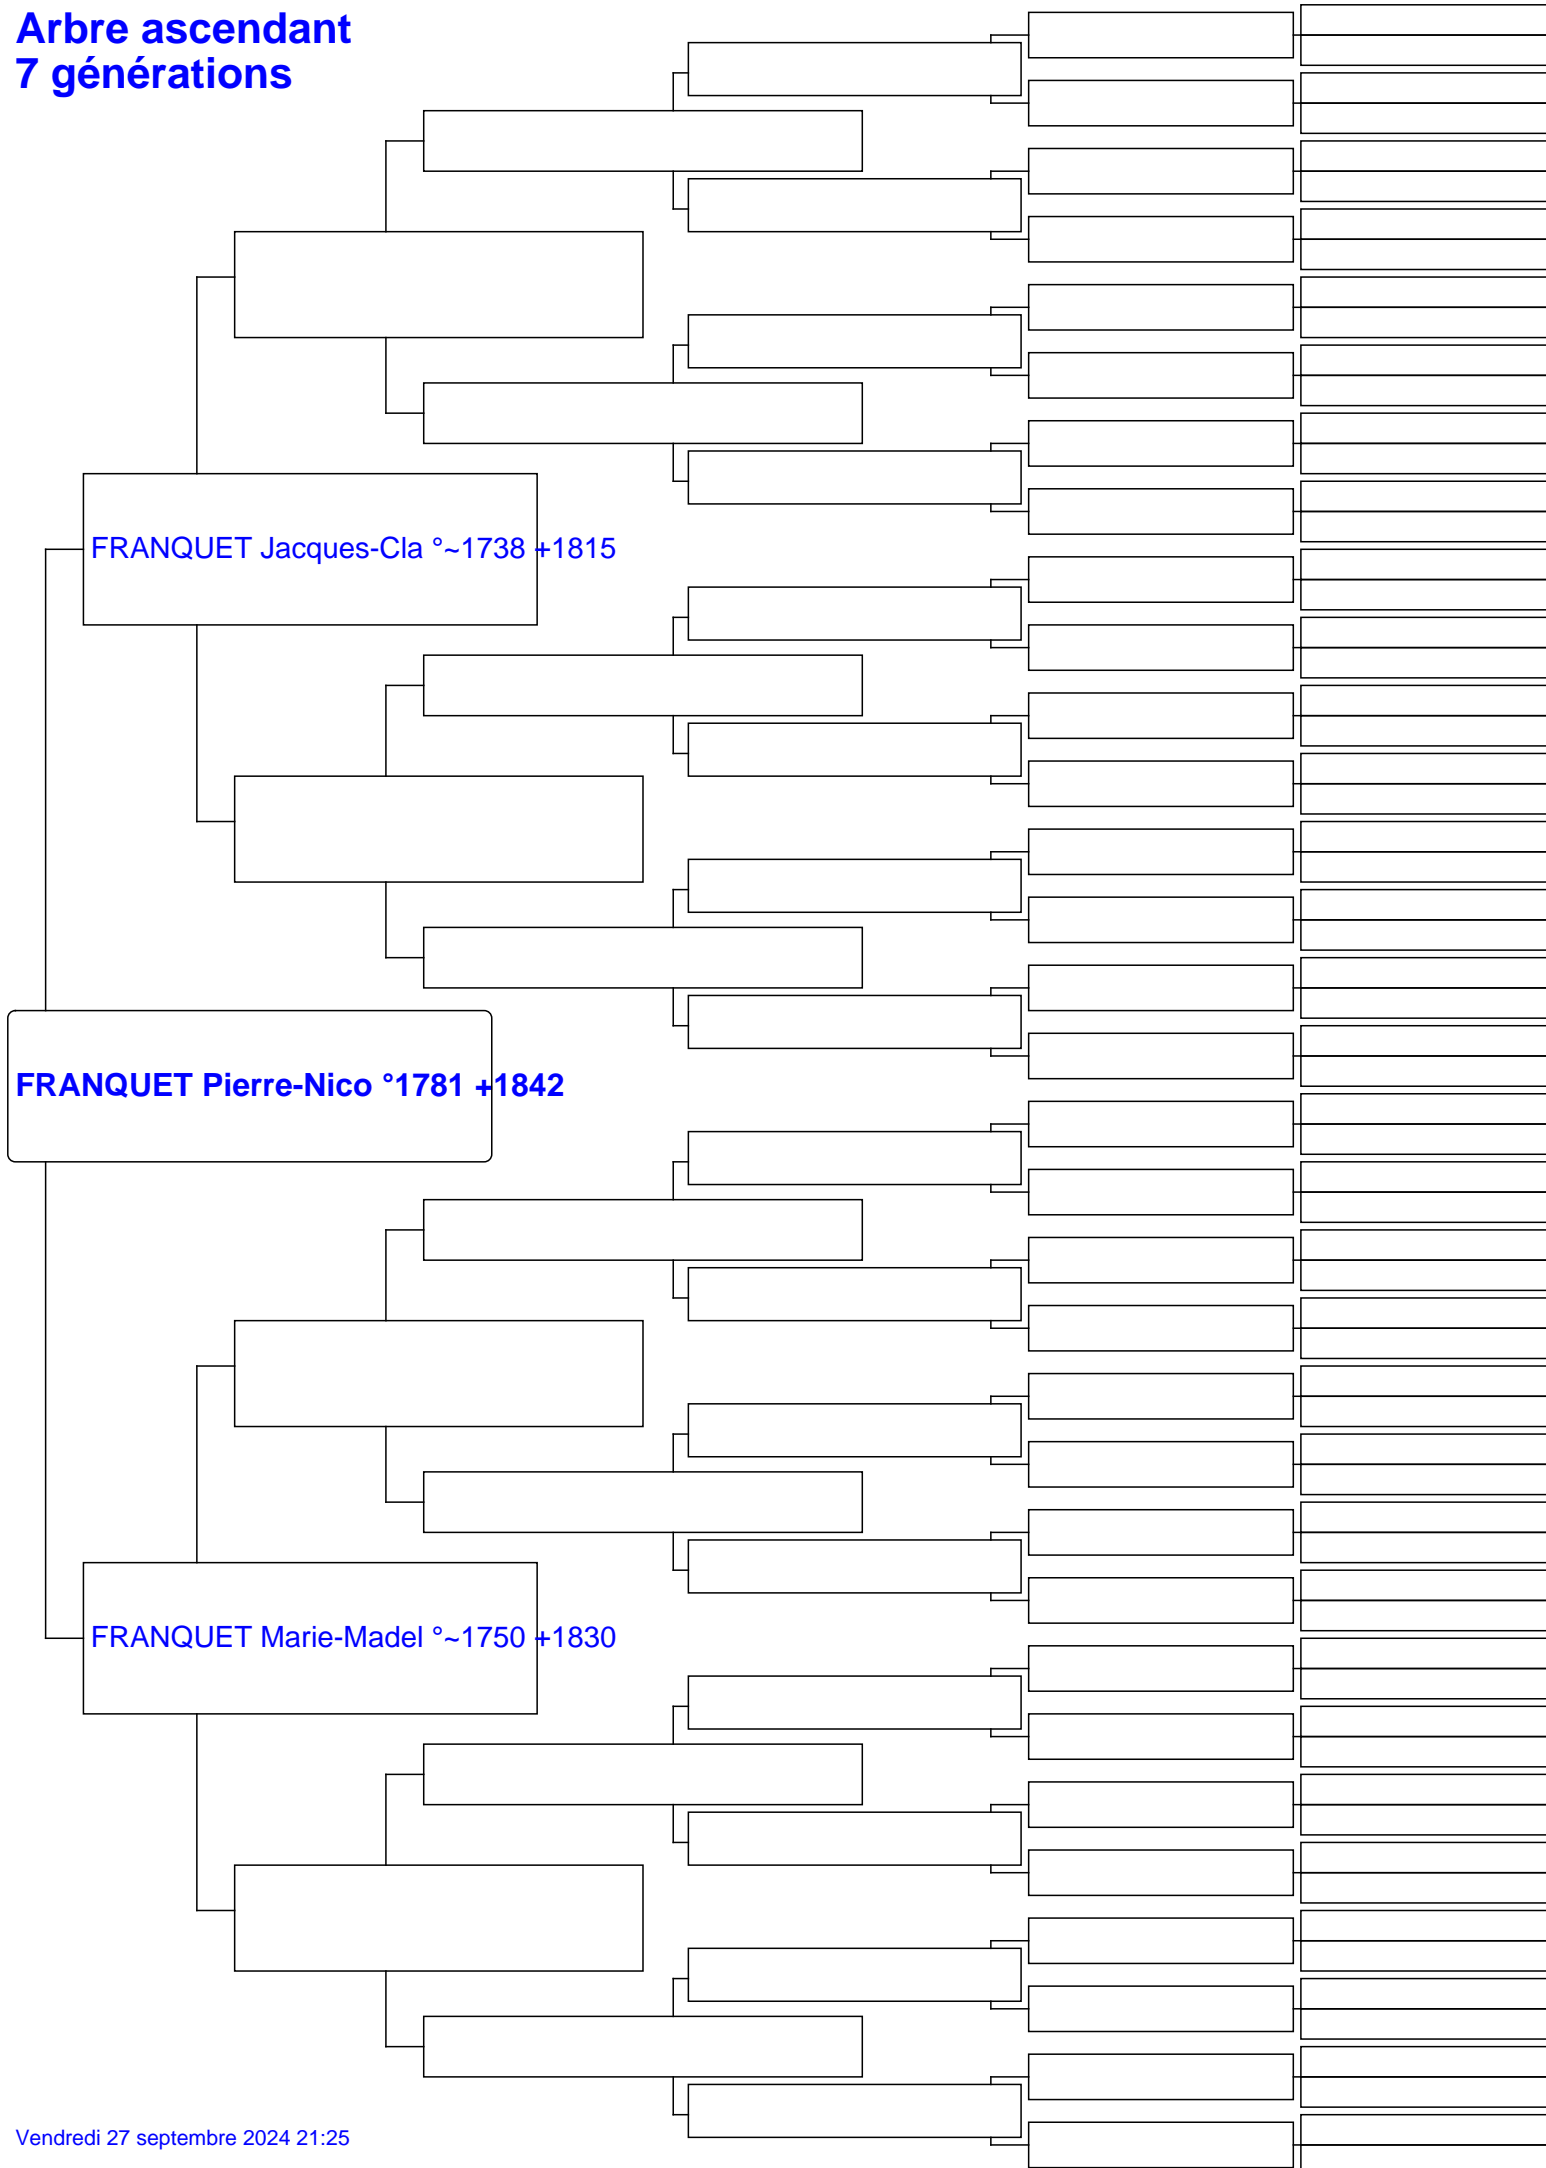 Arbre ascendant
7 générations
FRANQUET Jacques-Cla °~1738 +1815
FRANQUET Pierre-Nico °1781 +1842
FRANQUET Marie-Madel °~1750 +1830
Vendredi 27 septembre 2024 21:25